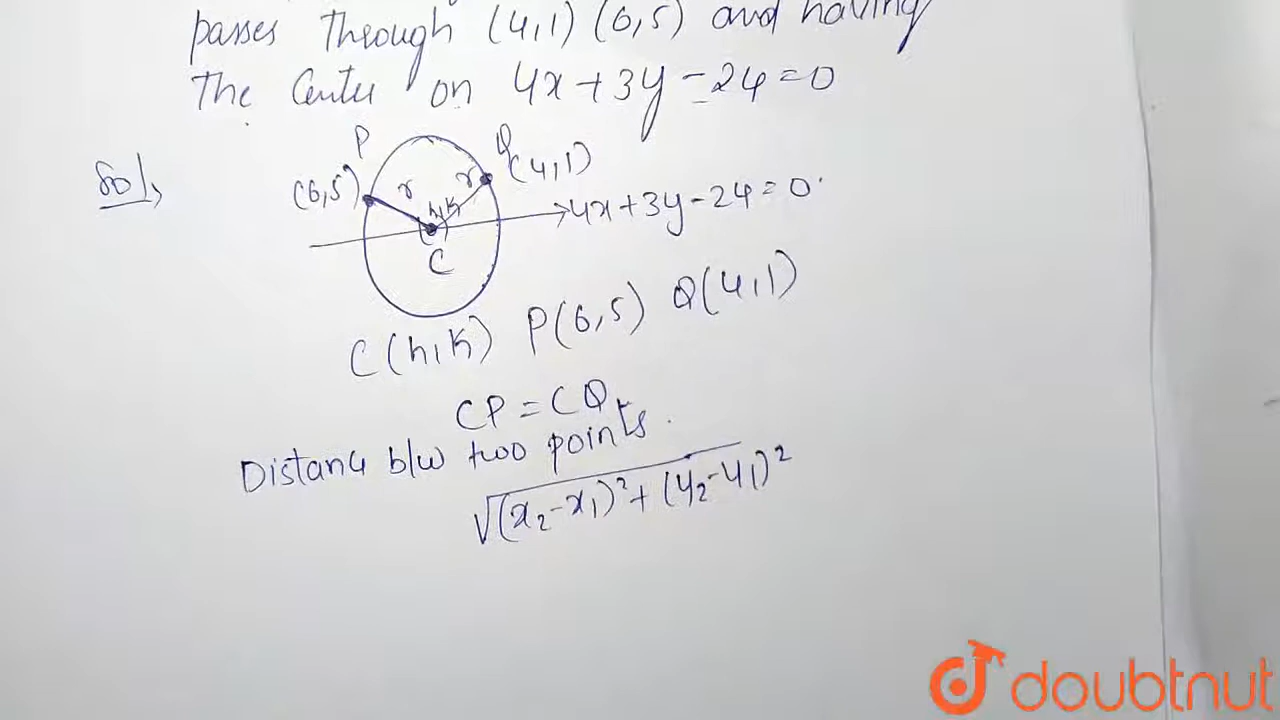 passes through (4,1) (6,5) and having
The Center on 4x+3y-24=0
Sol,
P
Q
(6,5)
r
r
(4,1)
(h,k)
4x+3y-24=0
C
C(h,k) P(6,5) Q(4,1)
CP = CQ
Distance b/w two points.
√(x₂-x₁)²+(y₂-y₁)²
doubtnut